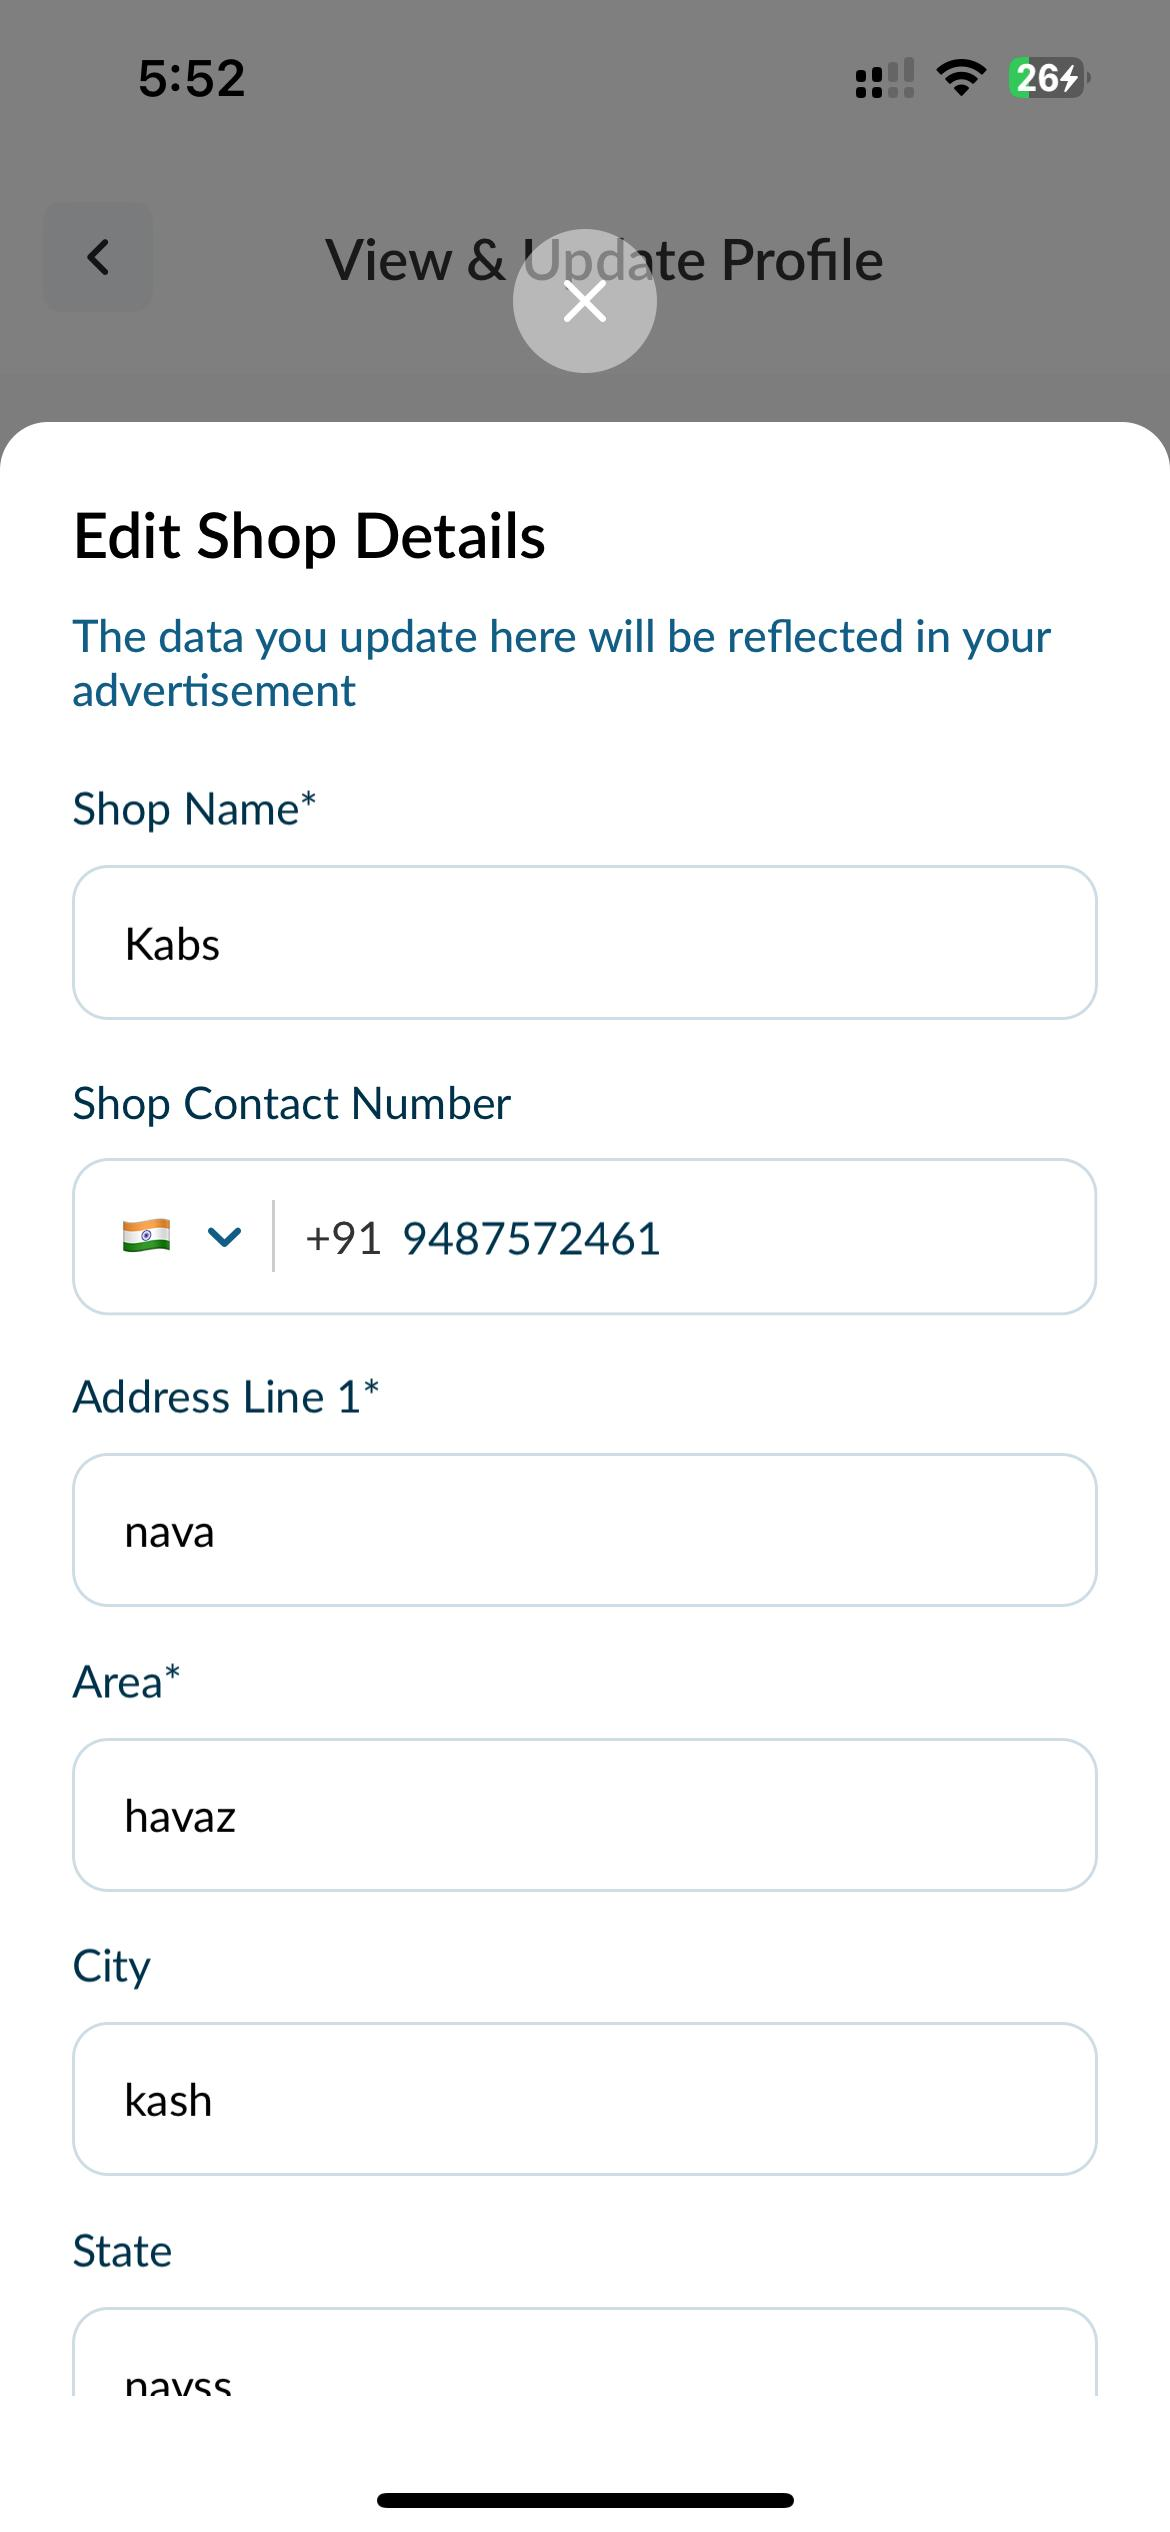 5:52
26
View & Update Profile
Edit Shop Details
The data you update here will be reflected in your
advertisement
Shop Name*
Kabs
Shop Contact Number
+91 9487572461
Address Line 1*
nava
Area*
havaz
City
kash
State